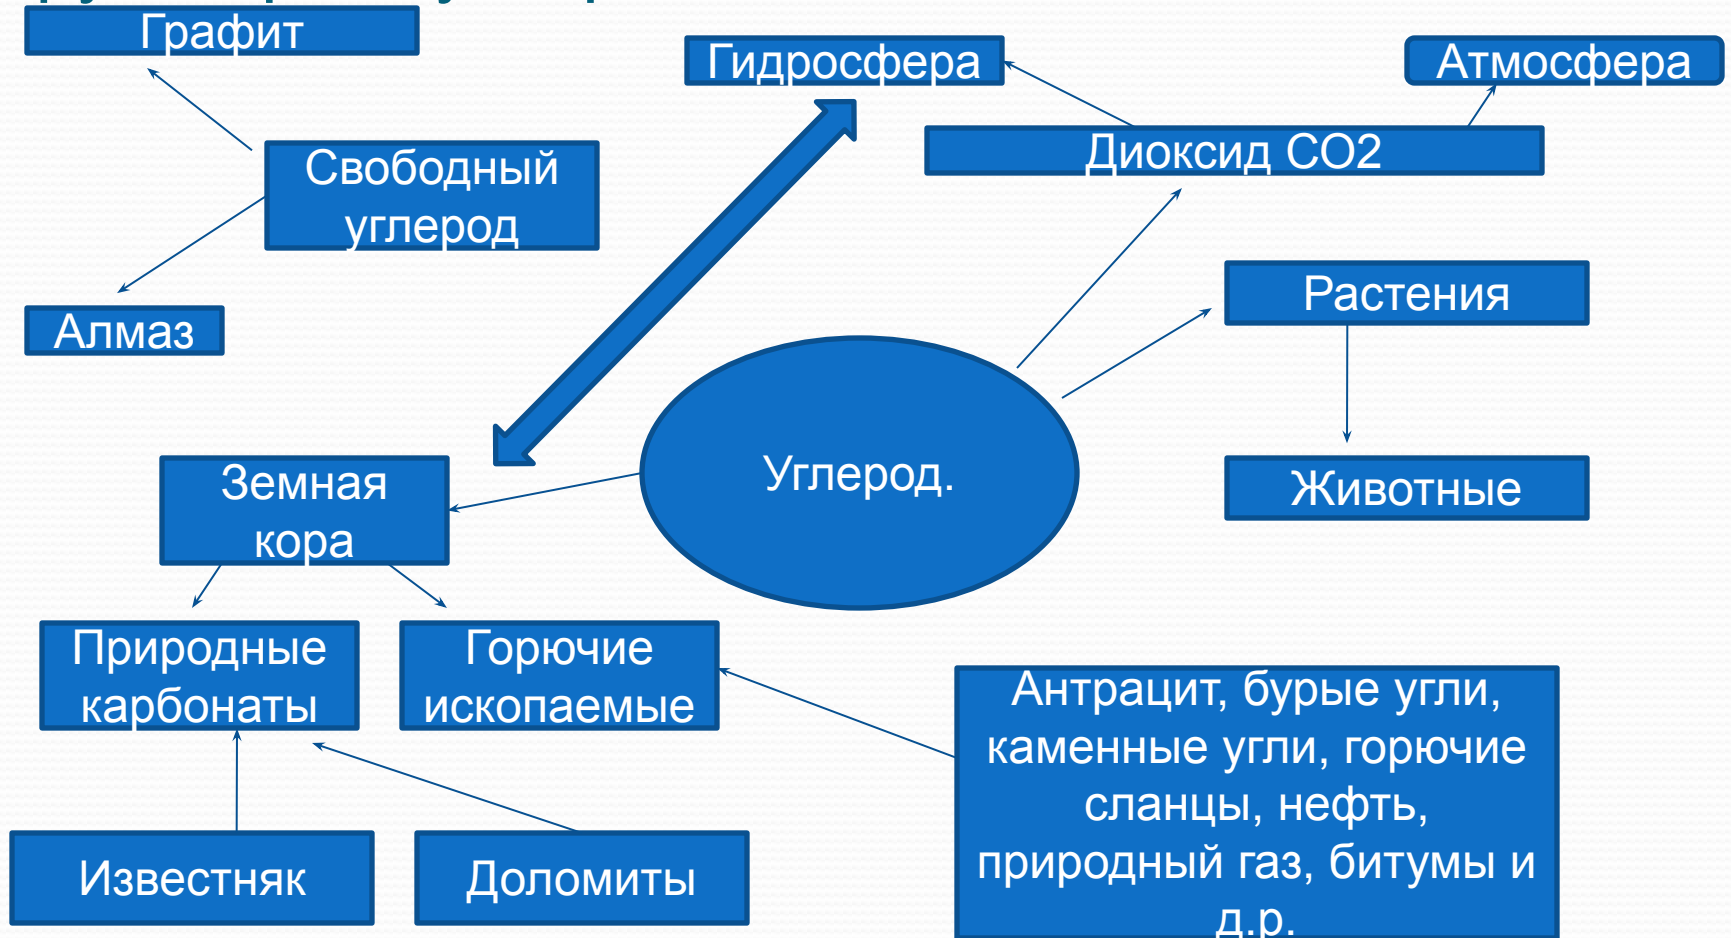 Графит
Гидросфера
Атмосфера
Диоксид СО2
Свободный
углерод
Растения
Алмаз
Углерод.
Земная
кора
Животные
Природные
карбонаты
Горючие
ископаемые
Антрацит, бурые угли,
каменные угли, горючие
сланцы, нефть,
природный газ, битумы и
д.р.
Известняк
Доломиты